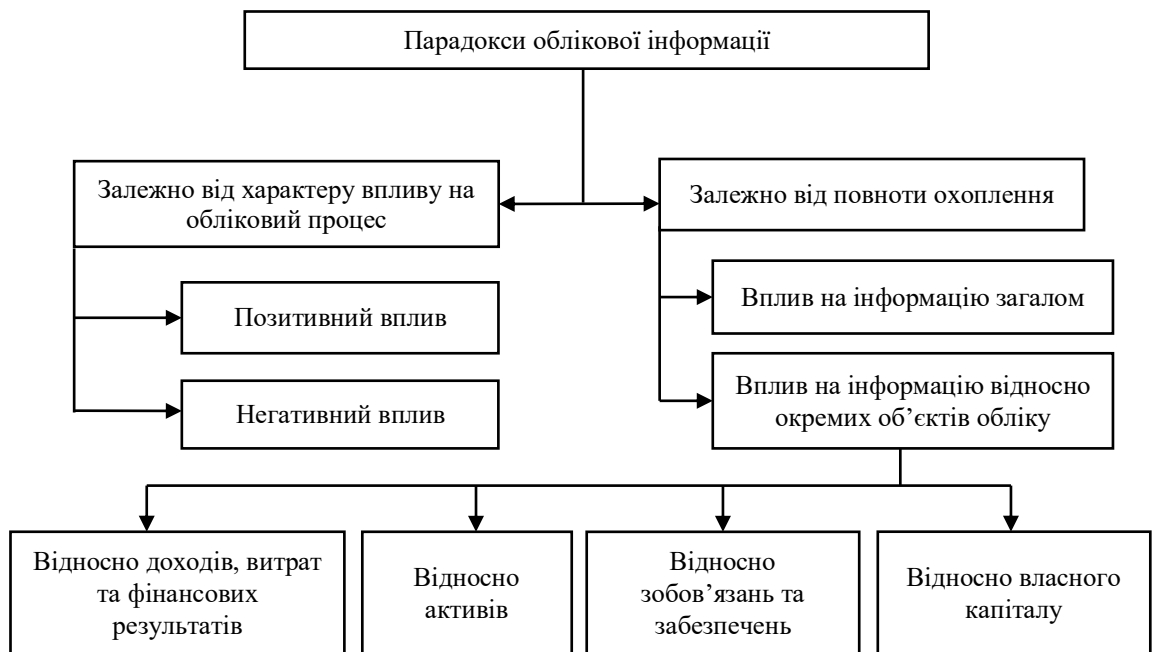 Парадокси облікової інформації
Залежно від характеру впливу на
обліковий процес
Позитивний вплив
Негативний вплив
Залежно від повноти охоплення
Вплив на інформацію загалом
Вплив на інформацію відносно
окремих об’єктів обліку
Відносно доходів, витрат
та фінансових
результатів
Відносно
активів
Відносно
зобов’язань та
забезпечень
Відносно власного
капіталу